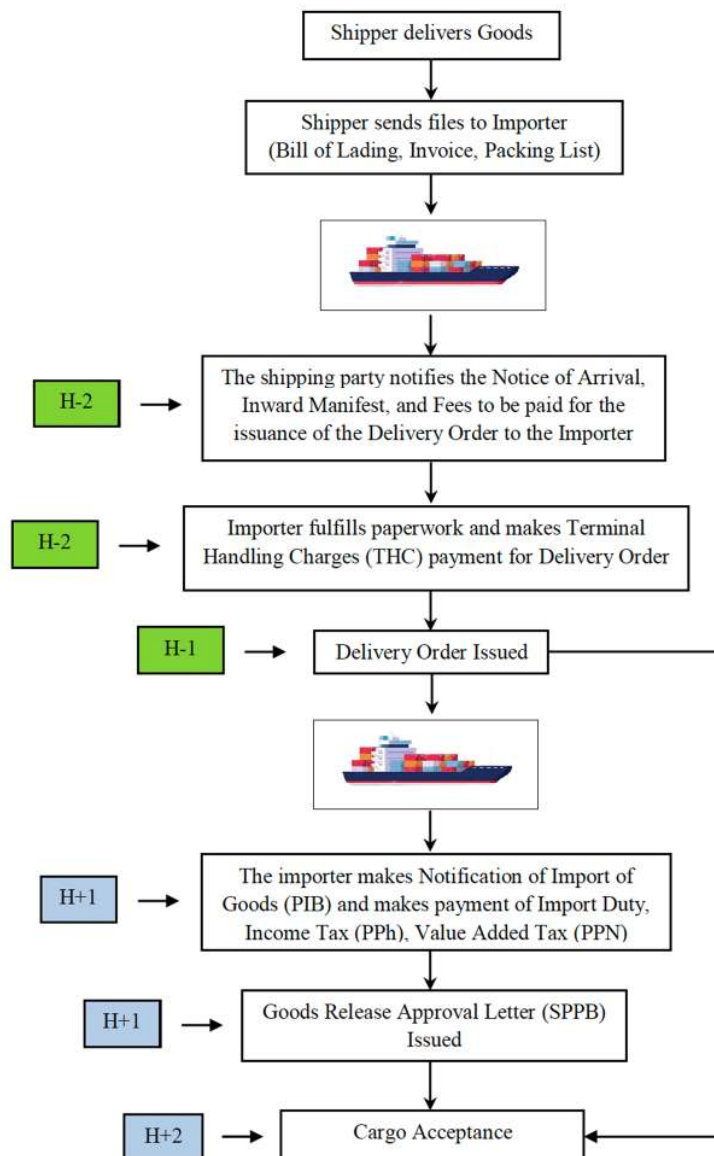 Shipper delivers Goods
Shipper sends files to Importer
(Bill of Lading, Invoice, Packing List)
H-2
The shipping party notifies the Notice of Arrival,
Inward Manifest, and Fees to be paid for the
issuance of the Delivery Order to the Importer
H-2
Importer fulfills paperwork and makes Terminal
Handling Charges (THC) payment for Delivery Order
H-1
Delivery Order Issued
H+1
The importer makes Notification of Import of
Goods (PIB) and makes payment of Import Duty,
Income Tax (PPh), Value Added Tax (PPN)
H+1
Goods Release Approval Letter (SPPB)
Issued
H+2
Cargo Acceptance